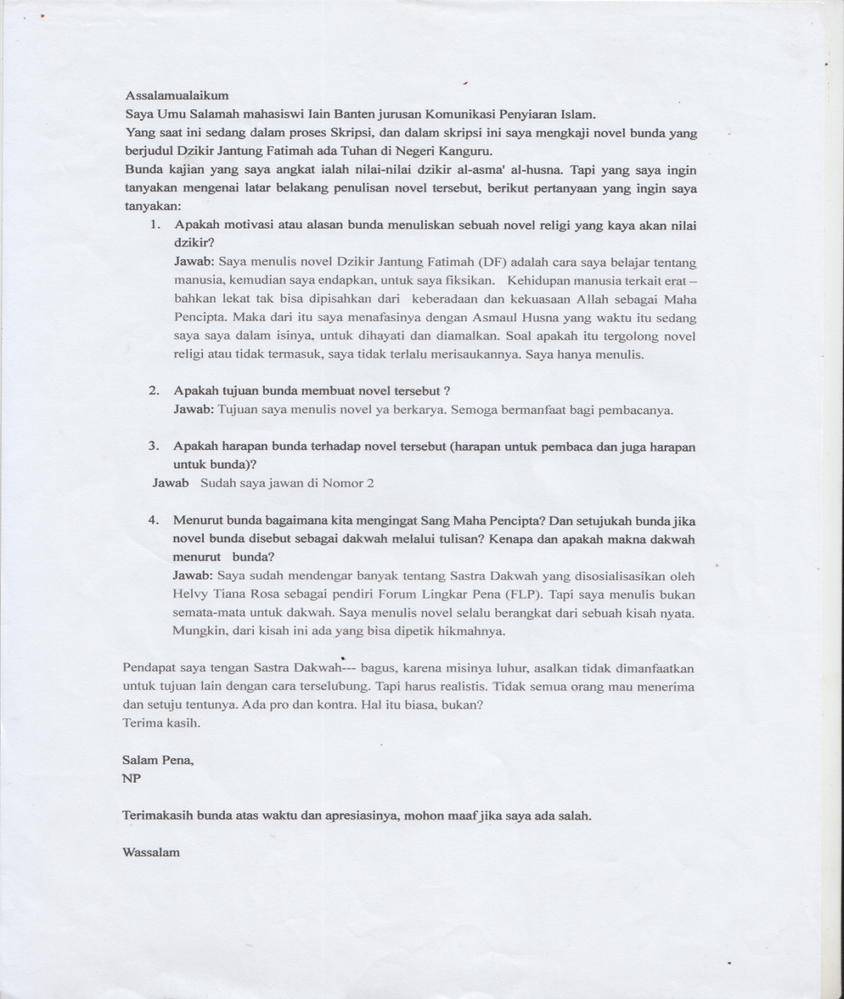 Assalamualaikum
Saya Umu Salamah mahasiswi Iain Banten jurusan Komunikasi Penyiaran Islam.
Yang saat ini sedang dalam proses Skripsi, dan dalam skripsi ini saya mengkaji novel bunda yang
berjudul Dzikir Jantung Fatimah ada Tuhan di Negeri Kanguru.
Bunda kajian yang saya angkat ialah nilai-nilai dzikir al-asma' al-husna. Tapi yang saya ingin
tanyakan mengenai latar belakang penulisan novel tersebut, berikut pertanyaan yang ingin saya
tanyakan:
1. Apakah motivasi atau alasan bunda menuliskan sebuah novel religi yang kaya akan nilai
dzikir?
Jawab: Saya menulis novel Dzikir Jantung Fatimah (DF) adalah cara saya belajar tentang
manusia, kemudian saya endapkan, untuk saya fiksikan. Kehidupan manusia terkait erat –
bahkan lekat tak bisa dipisahkan dari keberadaan dan kekuasaan Allah sebagai Maha
Pencipta. Maka dari itu saya menafasinya dengan Asmaul Husna yang waktu itu sedang
saya saya dalam isinya, untuk dihayati dan diamalkan. Soal apakah itu tergolong novel
religi atau tidak termasuk, saya tidak terlalu merisaukannya. Saya hanya menulis.
2. Apakah tujuan bunda membuat novel tersebut ?
Jawab: Tujuan saya menulis novel ya berkarya. Semoga bermanfaat bagi pembacanya.
3. Apakah harapan bunda terhadap novel tersebut (harapan untuk pembaca dan juga harapan
untuk bunda)?
Jawab Sudah saya jawan di Nomor 2
4. Menurut bunda bagaimana kita mengingat Sang Maha Pencipta? Dan setujukah bunda jika
novel bunda disebut sebagai dakwah melalui tulisan? Kenapa dan apakah makna dakwah
menurut bunda?
Jawab: Saya sudah mendengar banyak tentang Sastra Dakwah yang disosialisasikan oleh
Helvy Tiana Rosa sebagai pendiri Forum Lingkar Pena (FLP). Tapi saya menulis bukan
semata-mata untuk dakwah. Saya menulis novel selalu berangkat dari sebuah kisah nyata.
Mungkin, dari kisah ini ada yang bisa dipetik hikmahnya.
Pendapat saya tengan Sastra Dakwah--- bagus, karena misinya luhur, asalkan tidak dimanfaatkan
untuk tujuan lain dengan cara terselubung. Tapi harus realistis. Tidak semua orang mau menerima
dan setuju tentunya. Ada pro dan kontra. Hal itu biasa, bukan?
Terima kasih.
Salam Pena,
NP
Terimakasih bunda atas waktu dan apresiasinya, mohon maaf jika saya ada salah.
Wassalam